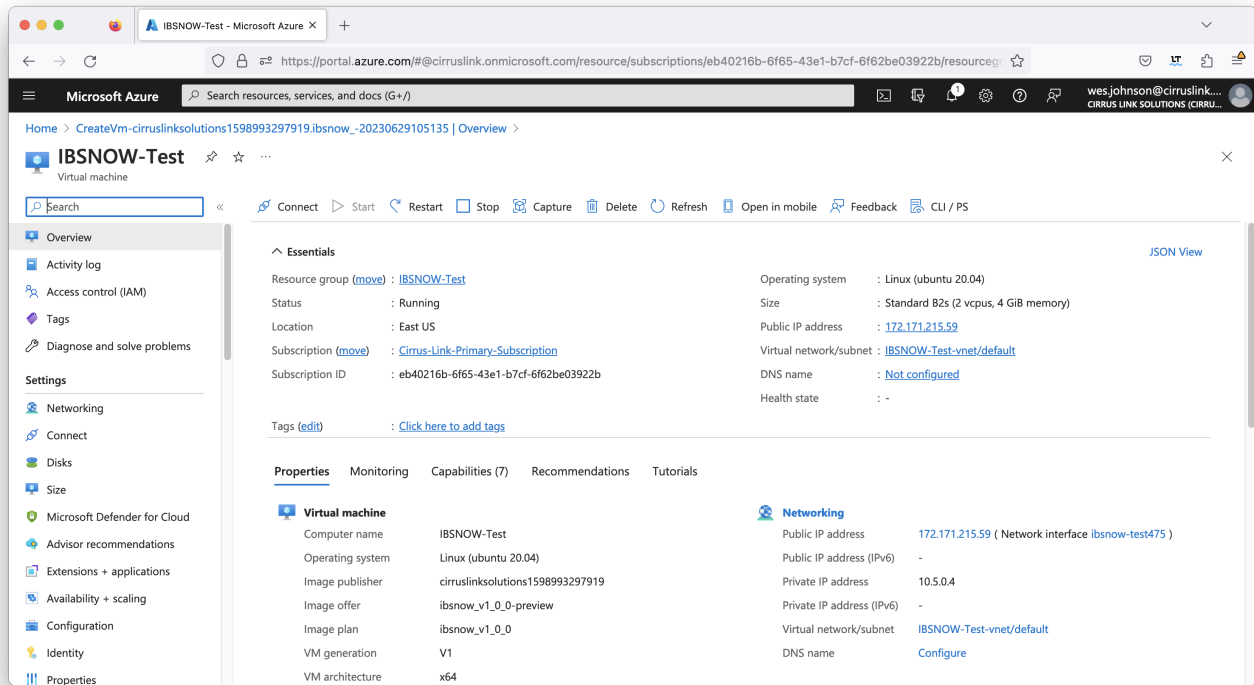 IBSNOW-Test - Microsoft Azure
https://portal.azure.com/#@cirruslink.onmicrosoft.com/resource/subscriptions/eb40216b-6f65-43e1-b7cf-6f62be03922b/resourcegr
LT
Microsoft Azure
Search resources, services, and docs (G+/)
1
wes.johnson@cirruslink....
CIRRUS LINK SOLUTIONS (CIRRU...
Home > CreateVm-cirruslinksolutions1598993297919.ibsnow_-20230629105135 | Overview >
IBSNOW-Test
Virtual machine
Search
Connect Start Restart Stop Capture Delete Refresh Open in mobile Feedback CLI / PS
Overview
Activity log
Access control (IAM)
Tags
Diagnose and solve problems
Settings
Networking
Connect
Disks
Size
Microsoft Defender for Cloud
Advisor recommendations
Extensions + applications
Availability + scaling
Configuration
Identity
Properties
Essentials
JSON View
Resource group (move) : IBSNOW-Test
Status : Running
Location : East US
Subscription (move) : Cirrus-Link-Primary-Subscription
Subscription ID : eb40216b-6f65-43e1-b7cf-6f62be03922b
Operating system : Linux (ubuntu 20.04)
Size : Standard B2s (2 vcpus, 4 GiB memory)
Public IP address : 172.171.215.59
Virtual network/subnet : IBSNOW-Test-vnet/default
DNS name : Not configured
Health state : -
Tags (edit) : Click here to add tags
Properties Monitoring Capabilities (7) Recommendations Tutorials
Virtual machine
Computer name IBSNOW-Test
Operating system Linux (ubuntu 20.04)
Image publisher cirruslinksolutions1598993297919
Image offer ibsnow_v1_0_0-preview
Image plan ibsnow_v1_0_0
VM generation V1
VM architecture x64
Networking
Public IP address 172.171.215.59 ( Network interface ibsnow-test475 )
Public IP address (IPv6) -
Private IP address 10.5.0.4
Private IP address (IPv6) -
Virtual network/subnet IBSNOW-Test-vnet/default
DNS name Configure